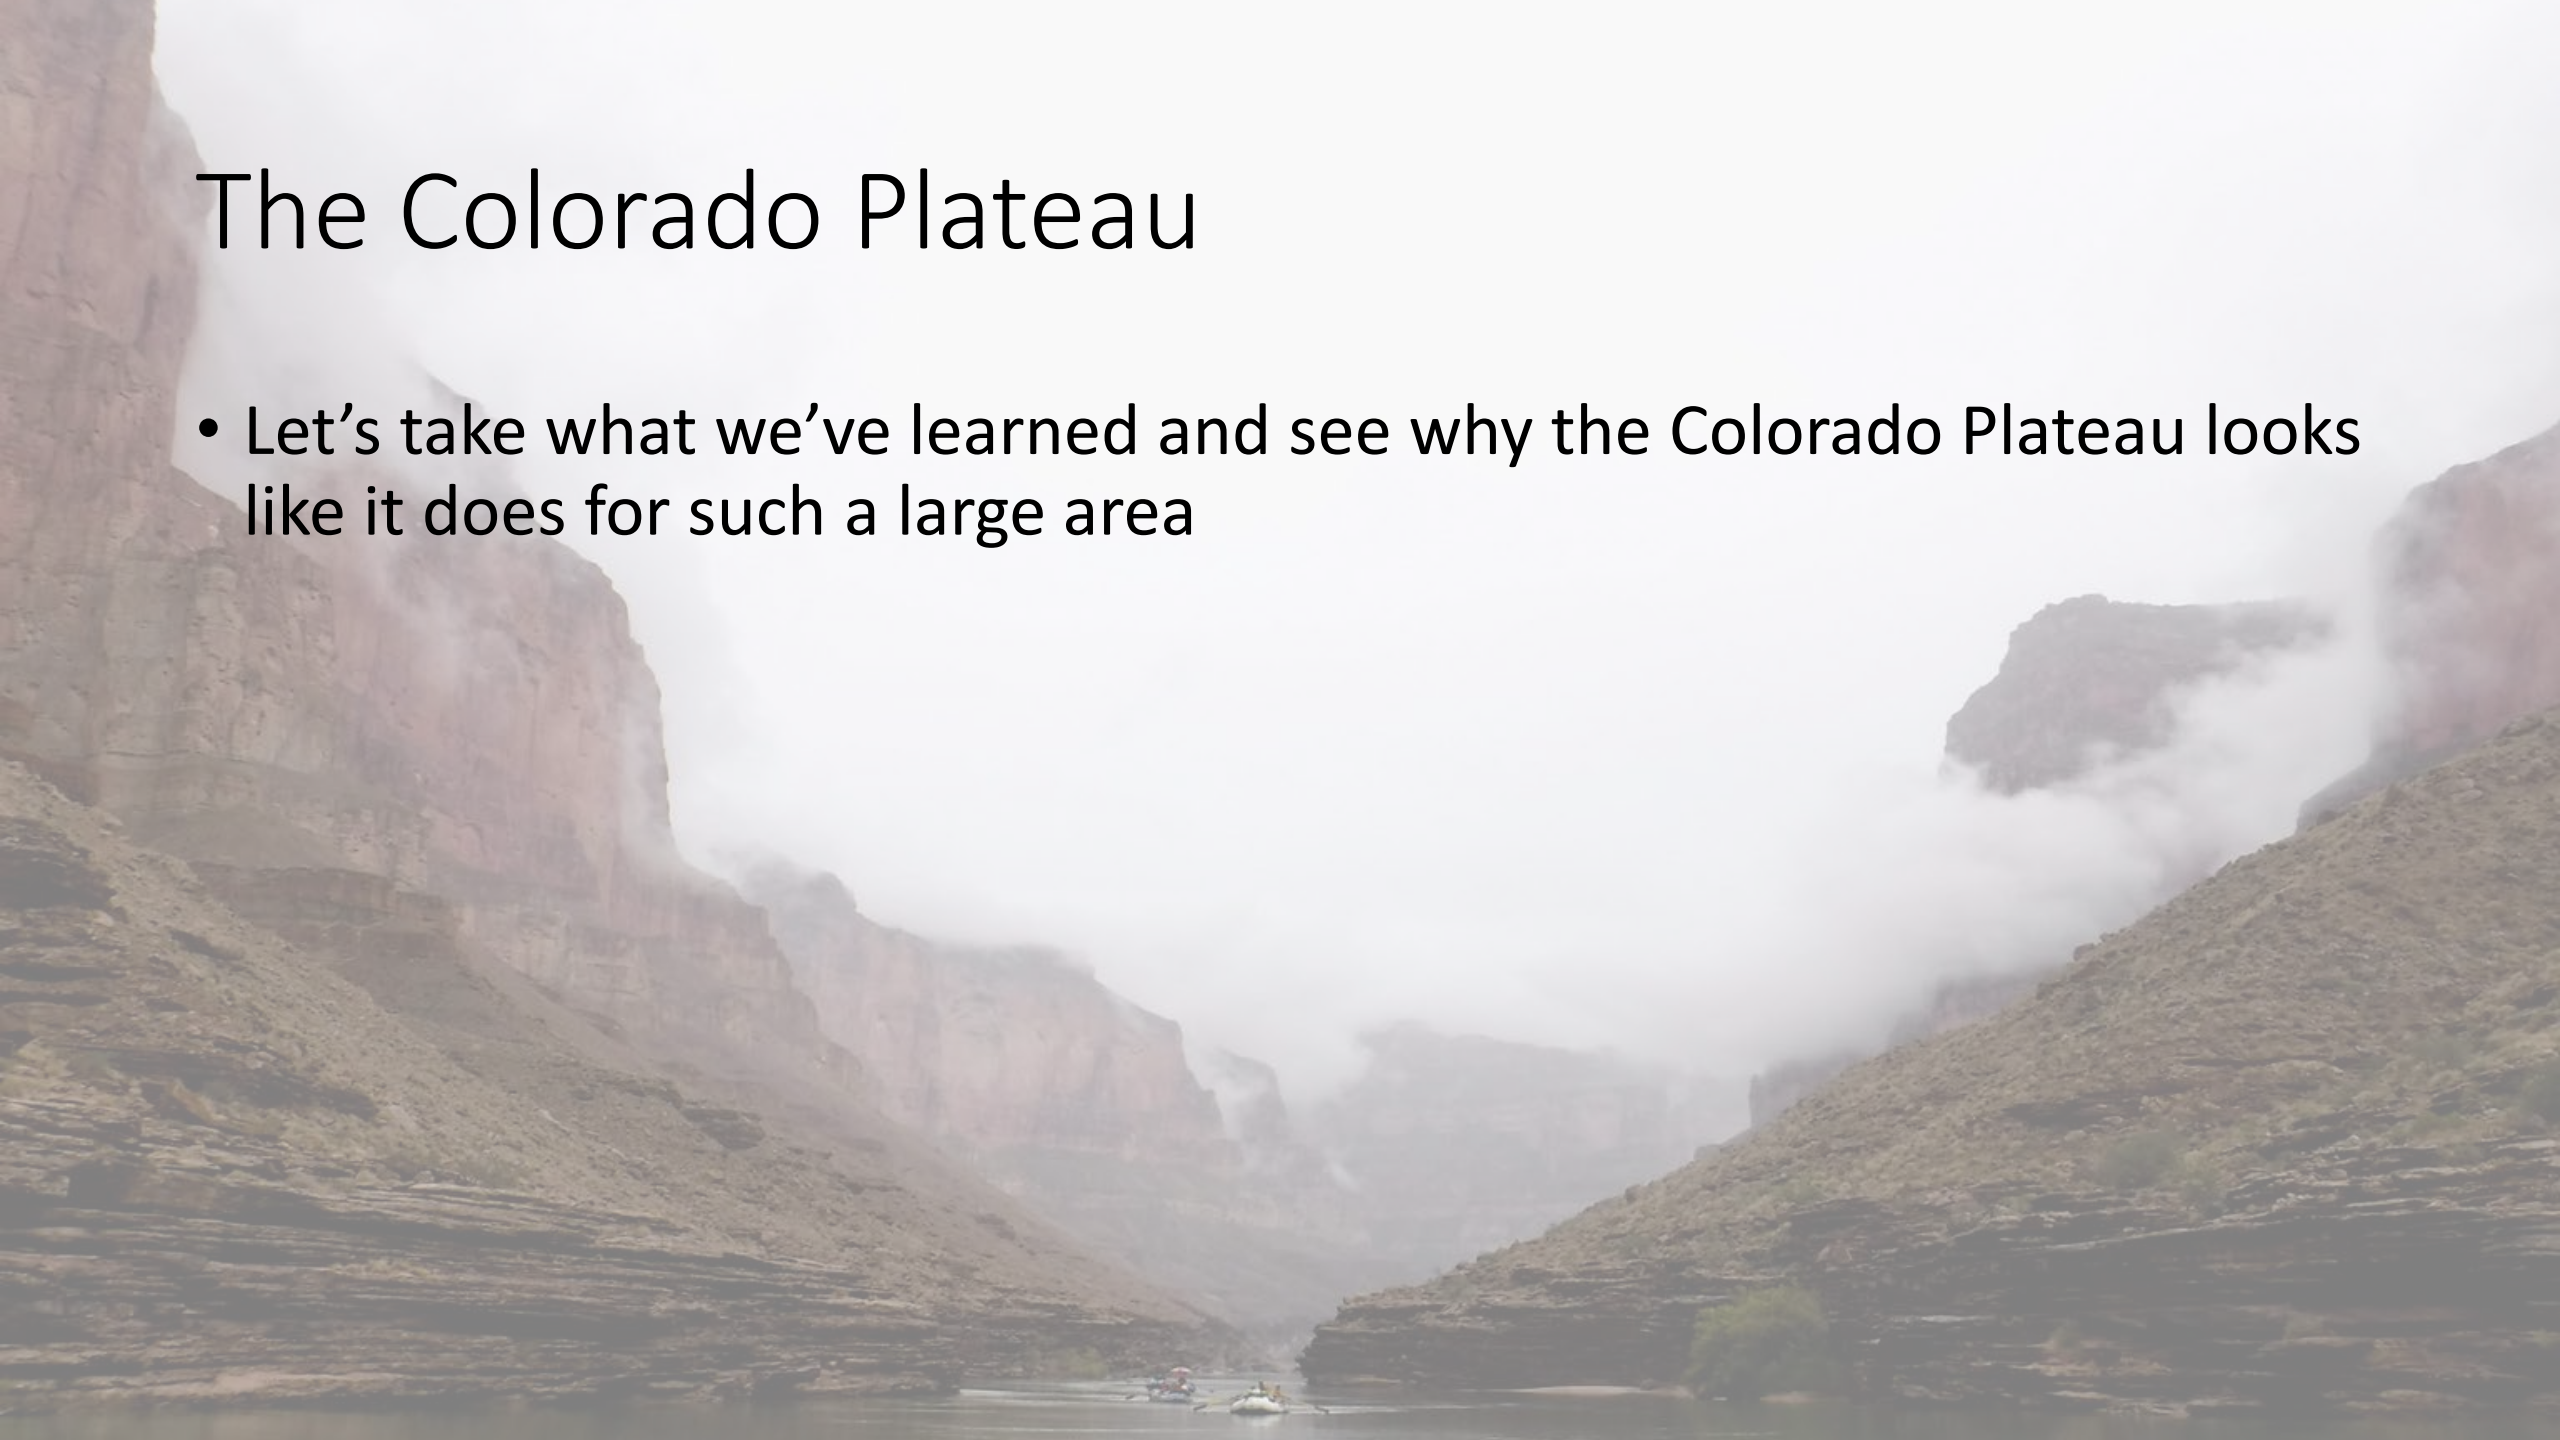 The Colorado Plateau
• Let’s take what we’ve learned and see why the Colorado Plateau looks
like it does for such a large area